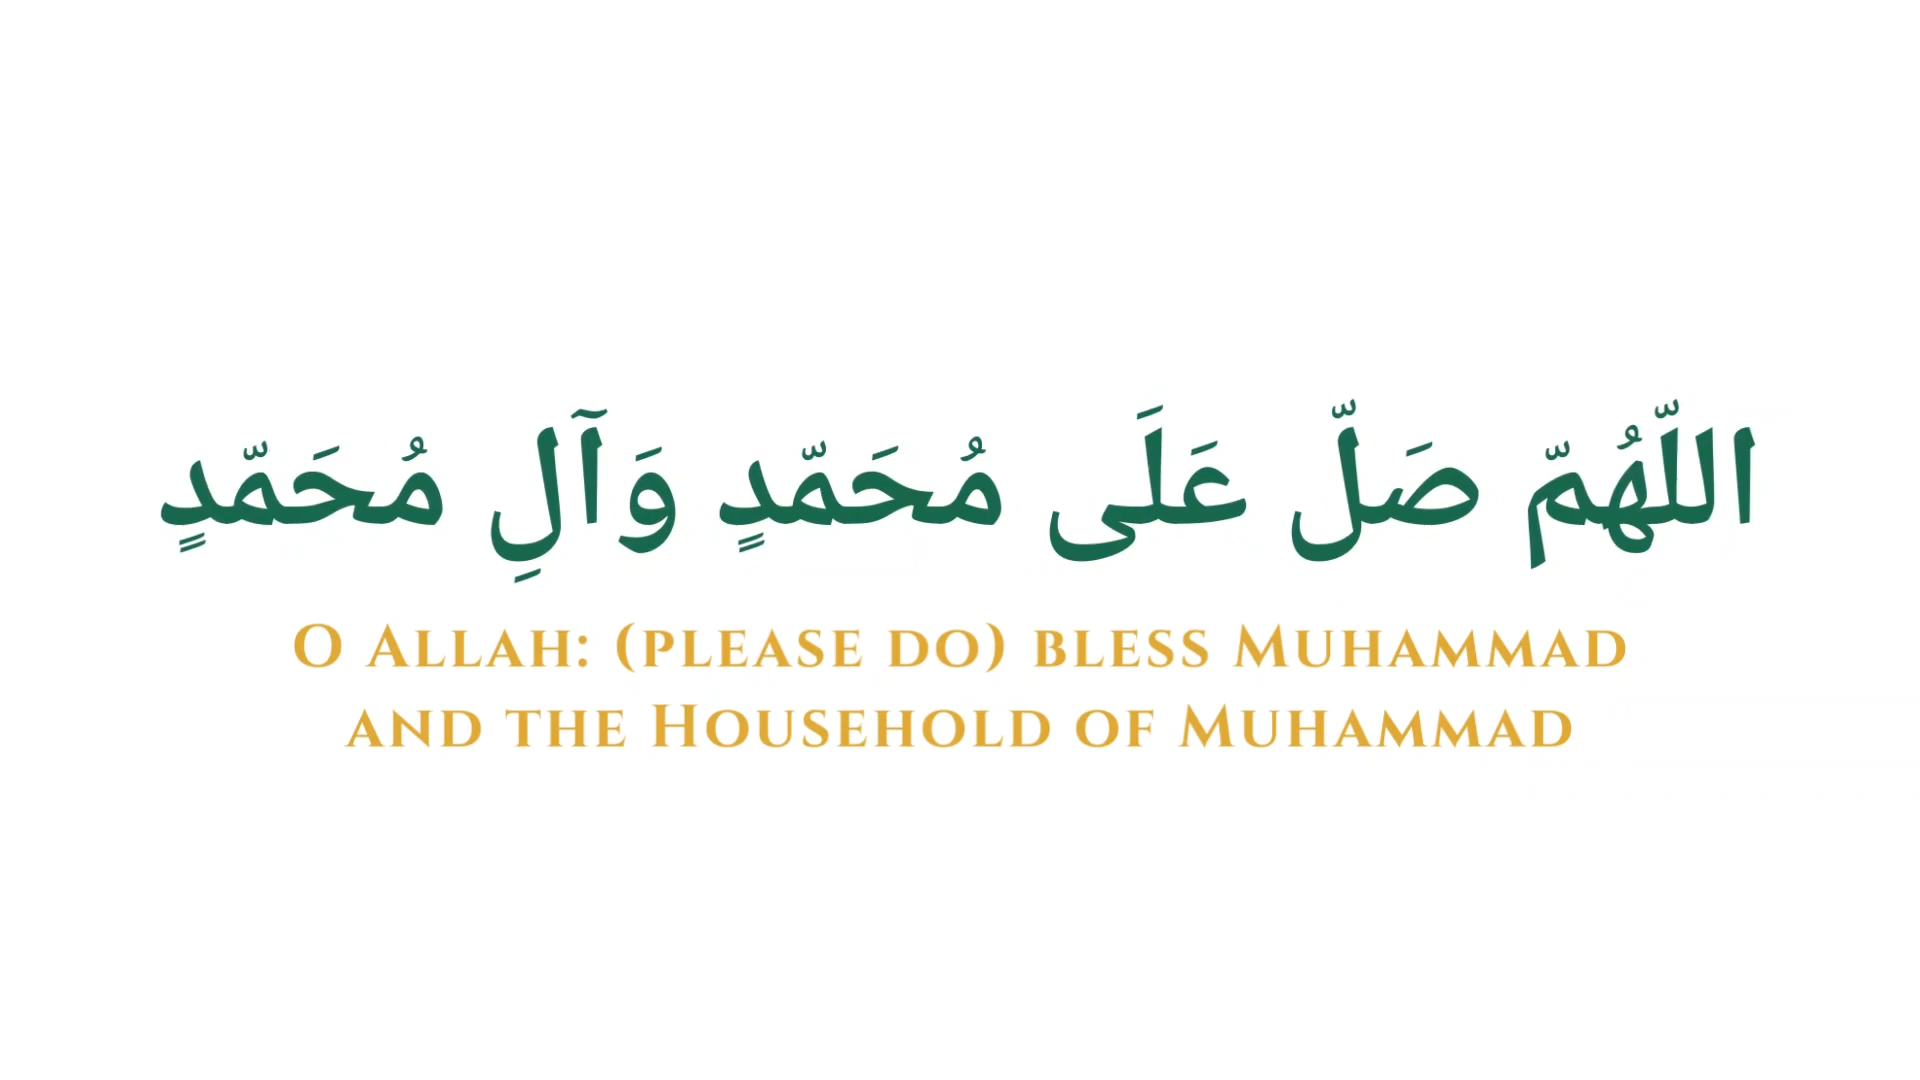 اللّهُمّ صَلّ عَلَى مُحَمّدٍ وَآلِ مُحَمّدٍ
O Allah: (please do) bless Muhammad
and the Household of Muhammad